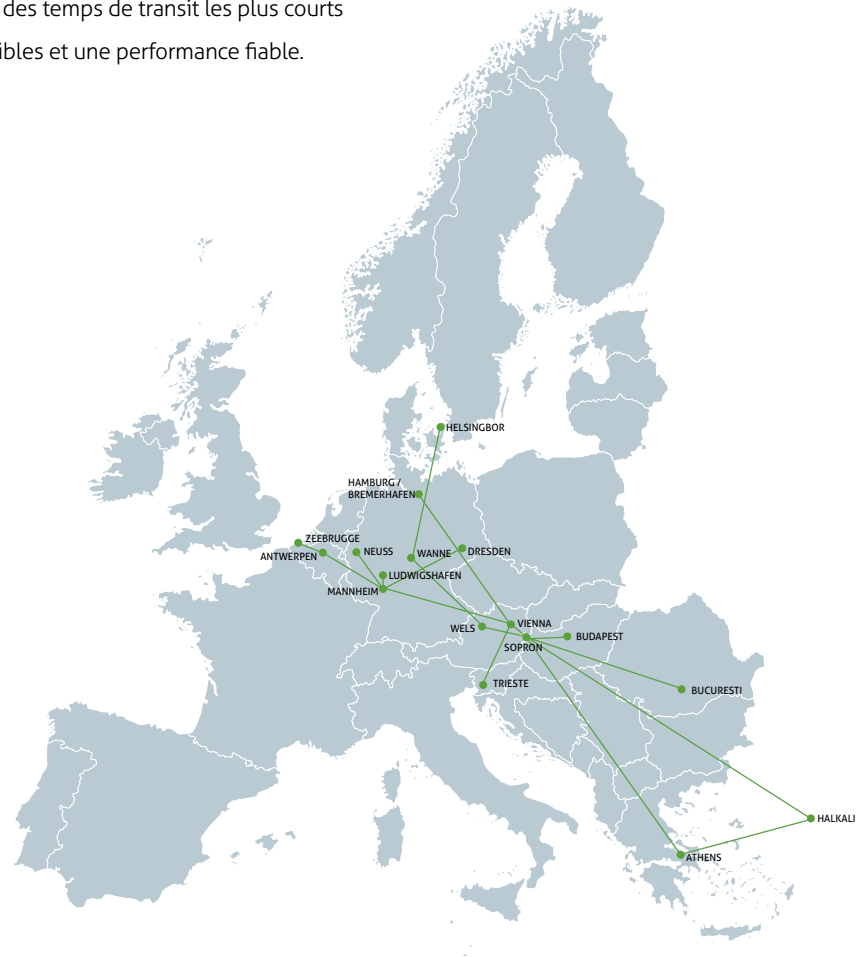 des temps de transit les plus courts
ibles et une performance fiable.
HELSINGBOR
HAMBURG /
BREMERHAFEN
ZEEBRUGGE
ANTWERPEN
NEUSS
WANNE
DRESDEN
LUDWIGSHAFEN
MANNHEIM
WELS
VIENNA
SOPRON
BUDAPEST
TRIESTE
BUCURESTI
HALKALI
ATHENS